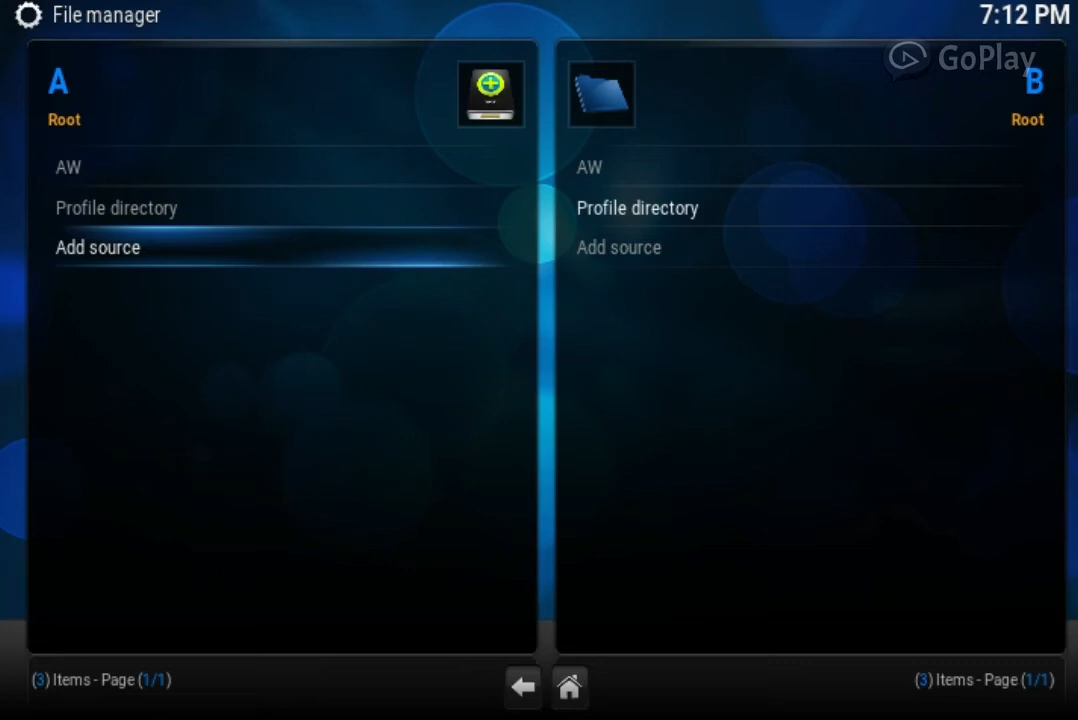 File manager
7:12 PM
GoPlay
A
Root
AW
Profile directory
Add source
(3) Items - Page (1/1)
B
Root
AW
Profile directory
Add source
(3) Items - Page (1/1)